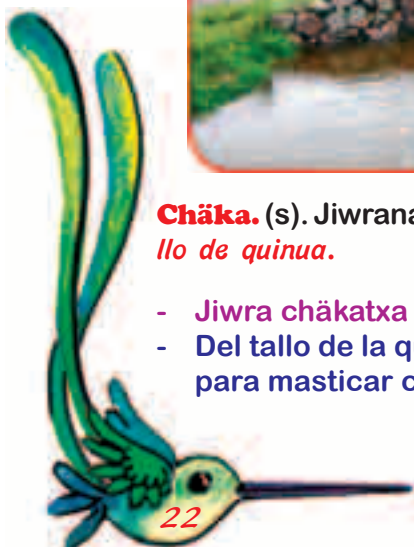 Chäka. (s). Jiwrana
llo de quinua.
- Jiwra chäkatxa
- Del tallo de la q
para masticar o
22